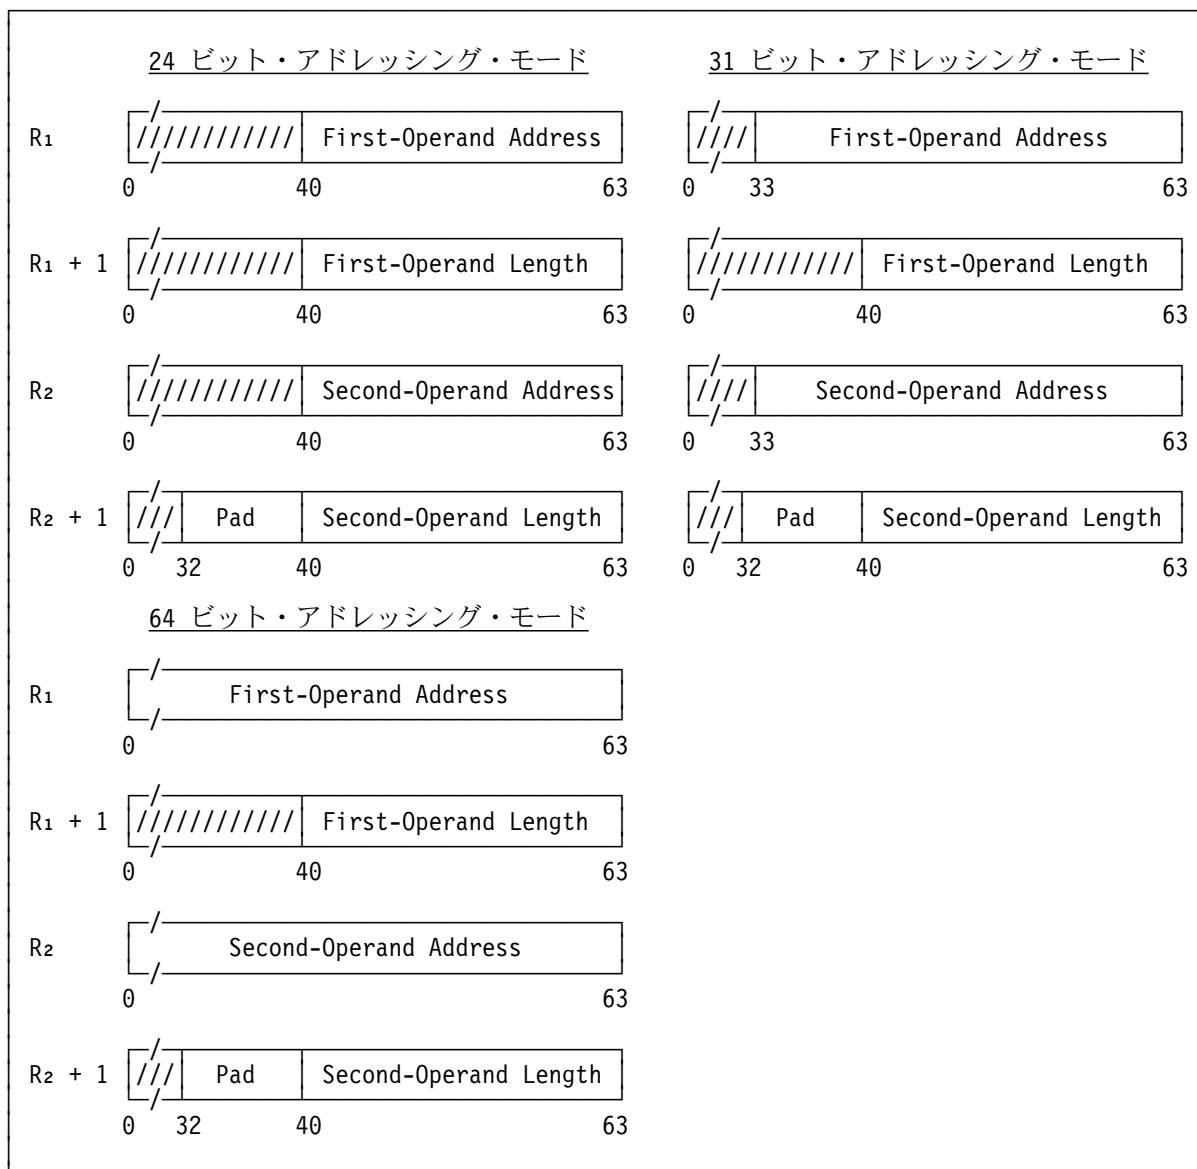 24 ビット・アドレッシング・モード 31 ビット・アドレッシング・モード
R₁ //////////// First-Operand Address //// First-Operand Address
0 40 63 0 33 63
R₁ + 1 //////////// First-Operand Length //////////// First-Operand Length
0 40 63 0 40 63
R₂ //////////// Second-Operand Address //// Second-Operand Address
0 40 63 0 33 63
R₂ + 1 /// Pad Second-Operand Length /// Pad Second-Operand Length
0 32 40 63 0 32 40 63
64 ビット・アドレッシング・モード
R₁ First-Operand Address
0 63
R₁ + 1 //////////// First-Operand Length
0 40 63
R₂ Second-Operand Address
0 63
R₂ + 1 /// Pad Second-Operand Length
0 32 40 63